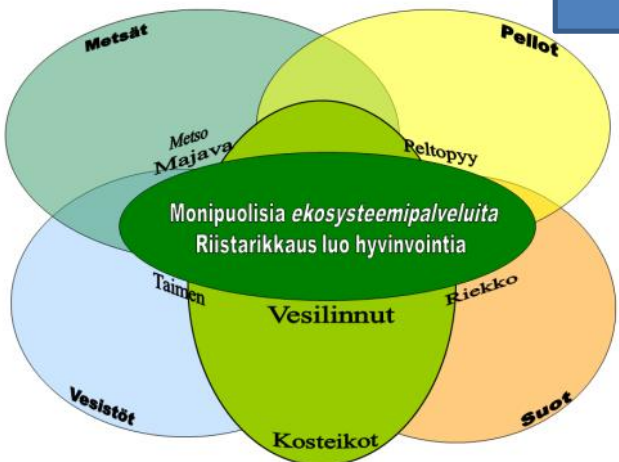 Metsät
Pellot
Metso
Majava
Peltopyy
Monipuolisia ekosysteemipalveluita
Riistarikkaus luo hyvinvointia
Taimen
Riekko
Vesilinnut
Vesistöt
Suot
Kosteikot